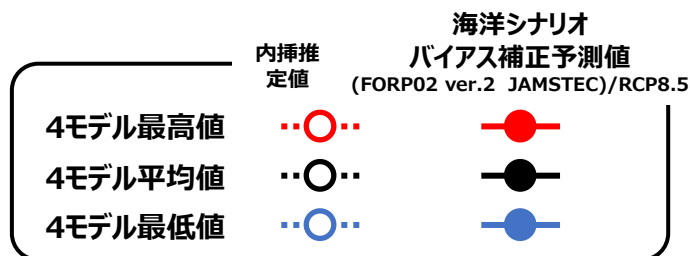 海洋シナリオ
内挿推
定値
バイアス補正予測値
(FORP02 ver.2 JAMSTEC)/RCP8.5
4モデル最高値
4モデル平均値
4モデル最低値